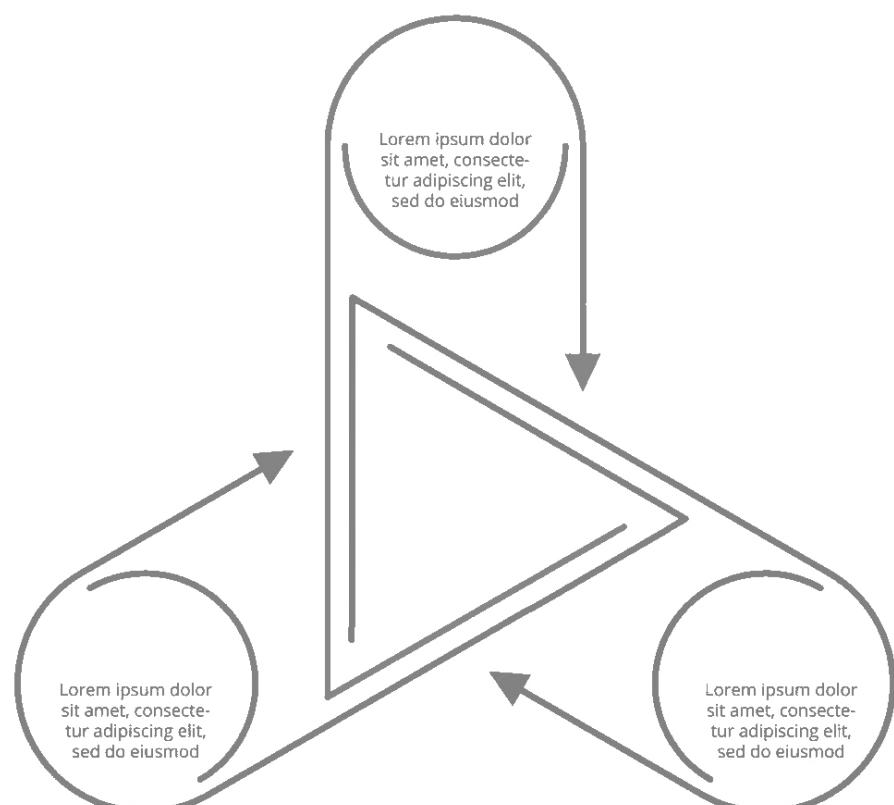 Lorem ipsum dolor
sit amet, consecte-
tur adipiscing elit,
sed do eiusmod
Lorem ipsum dolor
sit amet, consecte-
tur adipiscing elit,
sed do eiusmod
Lorem ipsum dolor
sit amet, consecte-
tur adipiscing elit,
sed do eiusmod